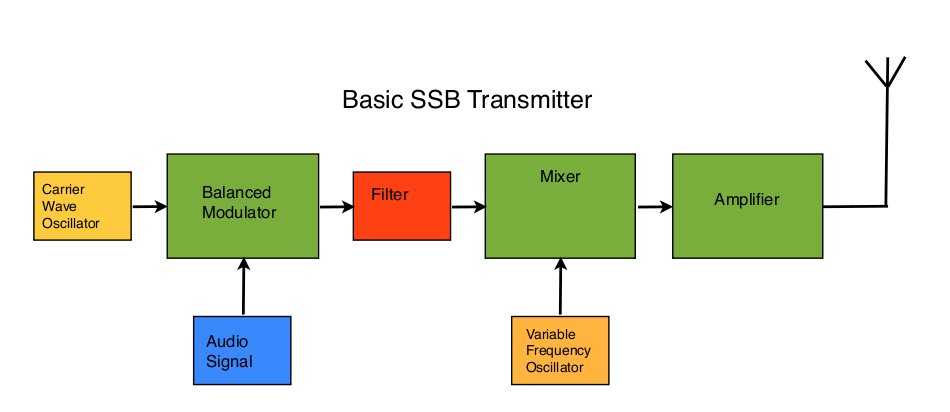 Basic SSB Transmitter
Carrier
Wave
Oscillator
Balanced
Modulator
Filter
Mixer
Amplifier
Audio
Signal
Variable
Frequency
Oscillator